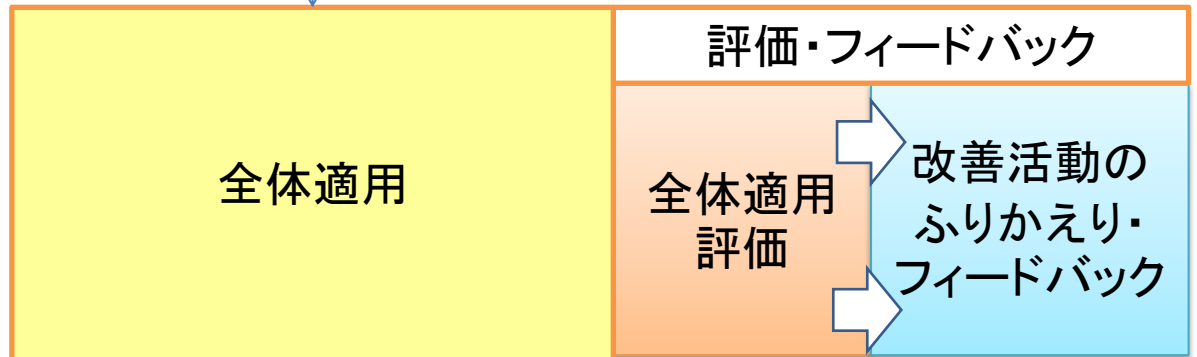 評価・フィードバック
全体適用
全体適用
評価
改善活動の
ふりかえり・
フィードバック